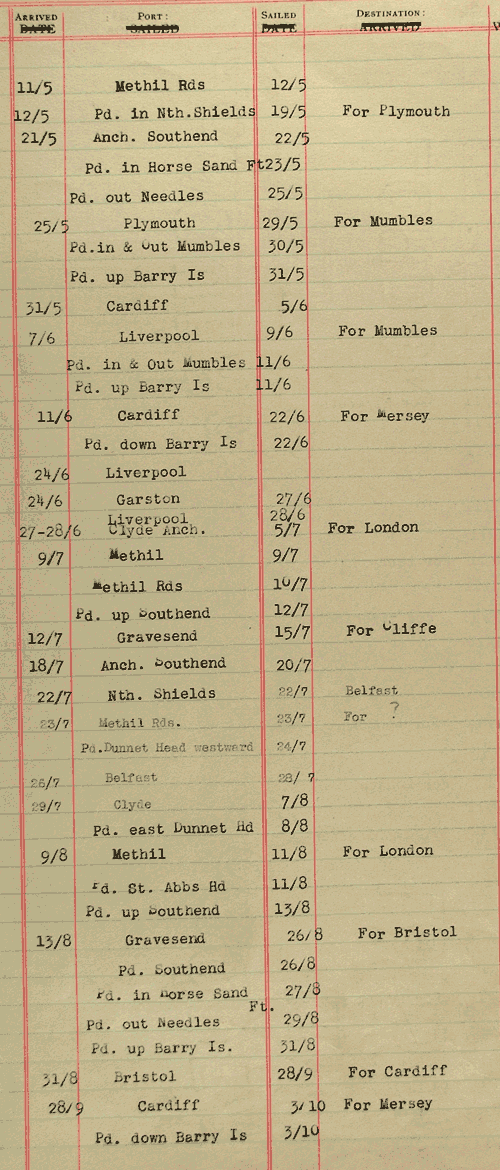 ARRIVED PORT: SAILED DESTINATION:
DATE SAILED DATE ARRIVED
11/5 Methil Rds 12/5
12/5 Pd. in Nth.Shields 19/5 For Plymouth
21/5 Anch. Southend 22/5
Pd. in Horse Sand Ft23/5
Pd. out Needles 25/5
25/5 Plymouth 29/5 For Mumbles
Pd.in & Out Mumbles 30/5
Pd. up Barry Is 31/5
31/5 Cardiff 5/6
7/6 Liverpool 9/6 For Mumbles
Pd. in & Out Mumbles 11/6
Pd. up Barry Is 11/6
11/6 Cardiff 22/6 For Mersey
Pd. down Barry Is 22/6
24/6 Liverpool
24/6 Garston 27/6
Liverpool 28/6
27-28/6 Clyde Anch. 5/7 For London
9/7 Methil 9/7
Methil Rds 10/7
Pd. up Southend 12/7
12/7 Gravesend 15/7 For Cliffe
18/7 Anch. Southend 20/7
22/7 Nth. Shields 22/7 Belfast
23/7 Methil Rds. 23/7 For ?
Pd.Dunnet Head westward 24/7
26/7 Belfast 28/ 7
29/7 Clyde 7/8
Pd. east Dunnet Hd 8/8
9/8 Methil 11/8 For London
Pd. St. Abbs Hd 11/8
Pd. up Southend 13/8
13/8 Gravesend 26/8 For Bristol
Pd. Southend 26/8
Pd. in Horse Sand 27/8
Ft.
Pd. out Needles 29/8
Pd. up Barry Is. 31/8
31/8 Bristol 28/9 For Cardiff
28/9 Cardiff 3/10 For Mersey
Pd. down Barry Is 3/10